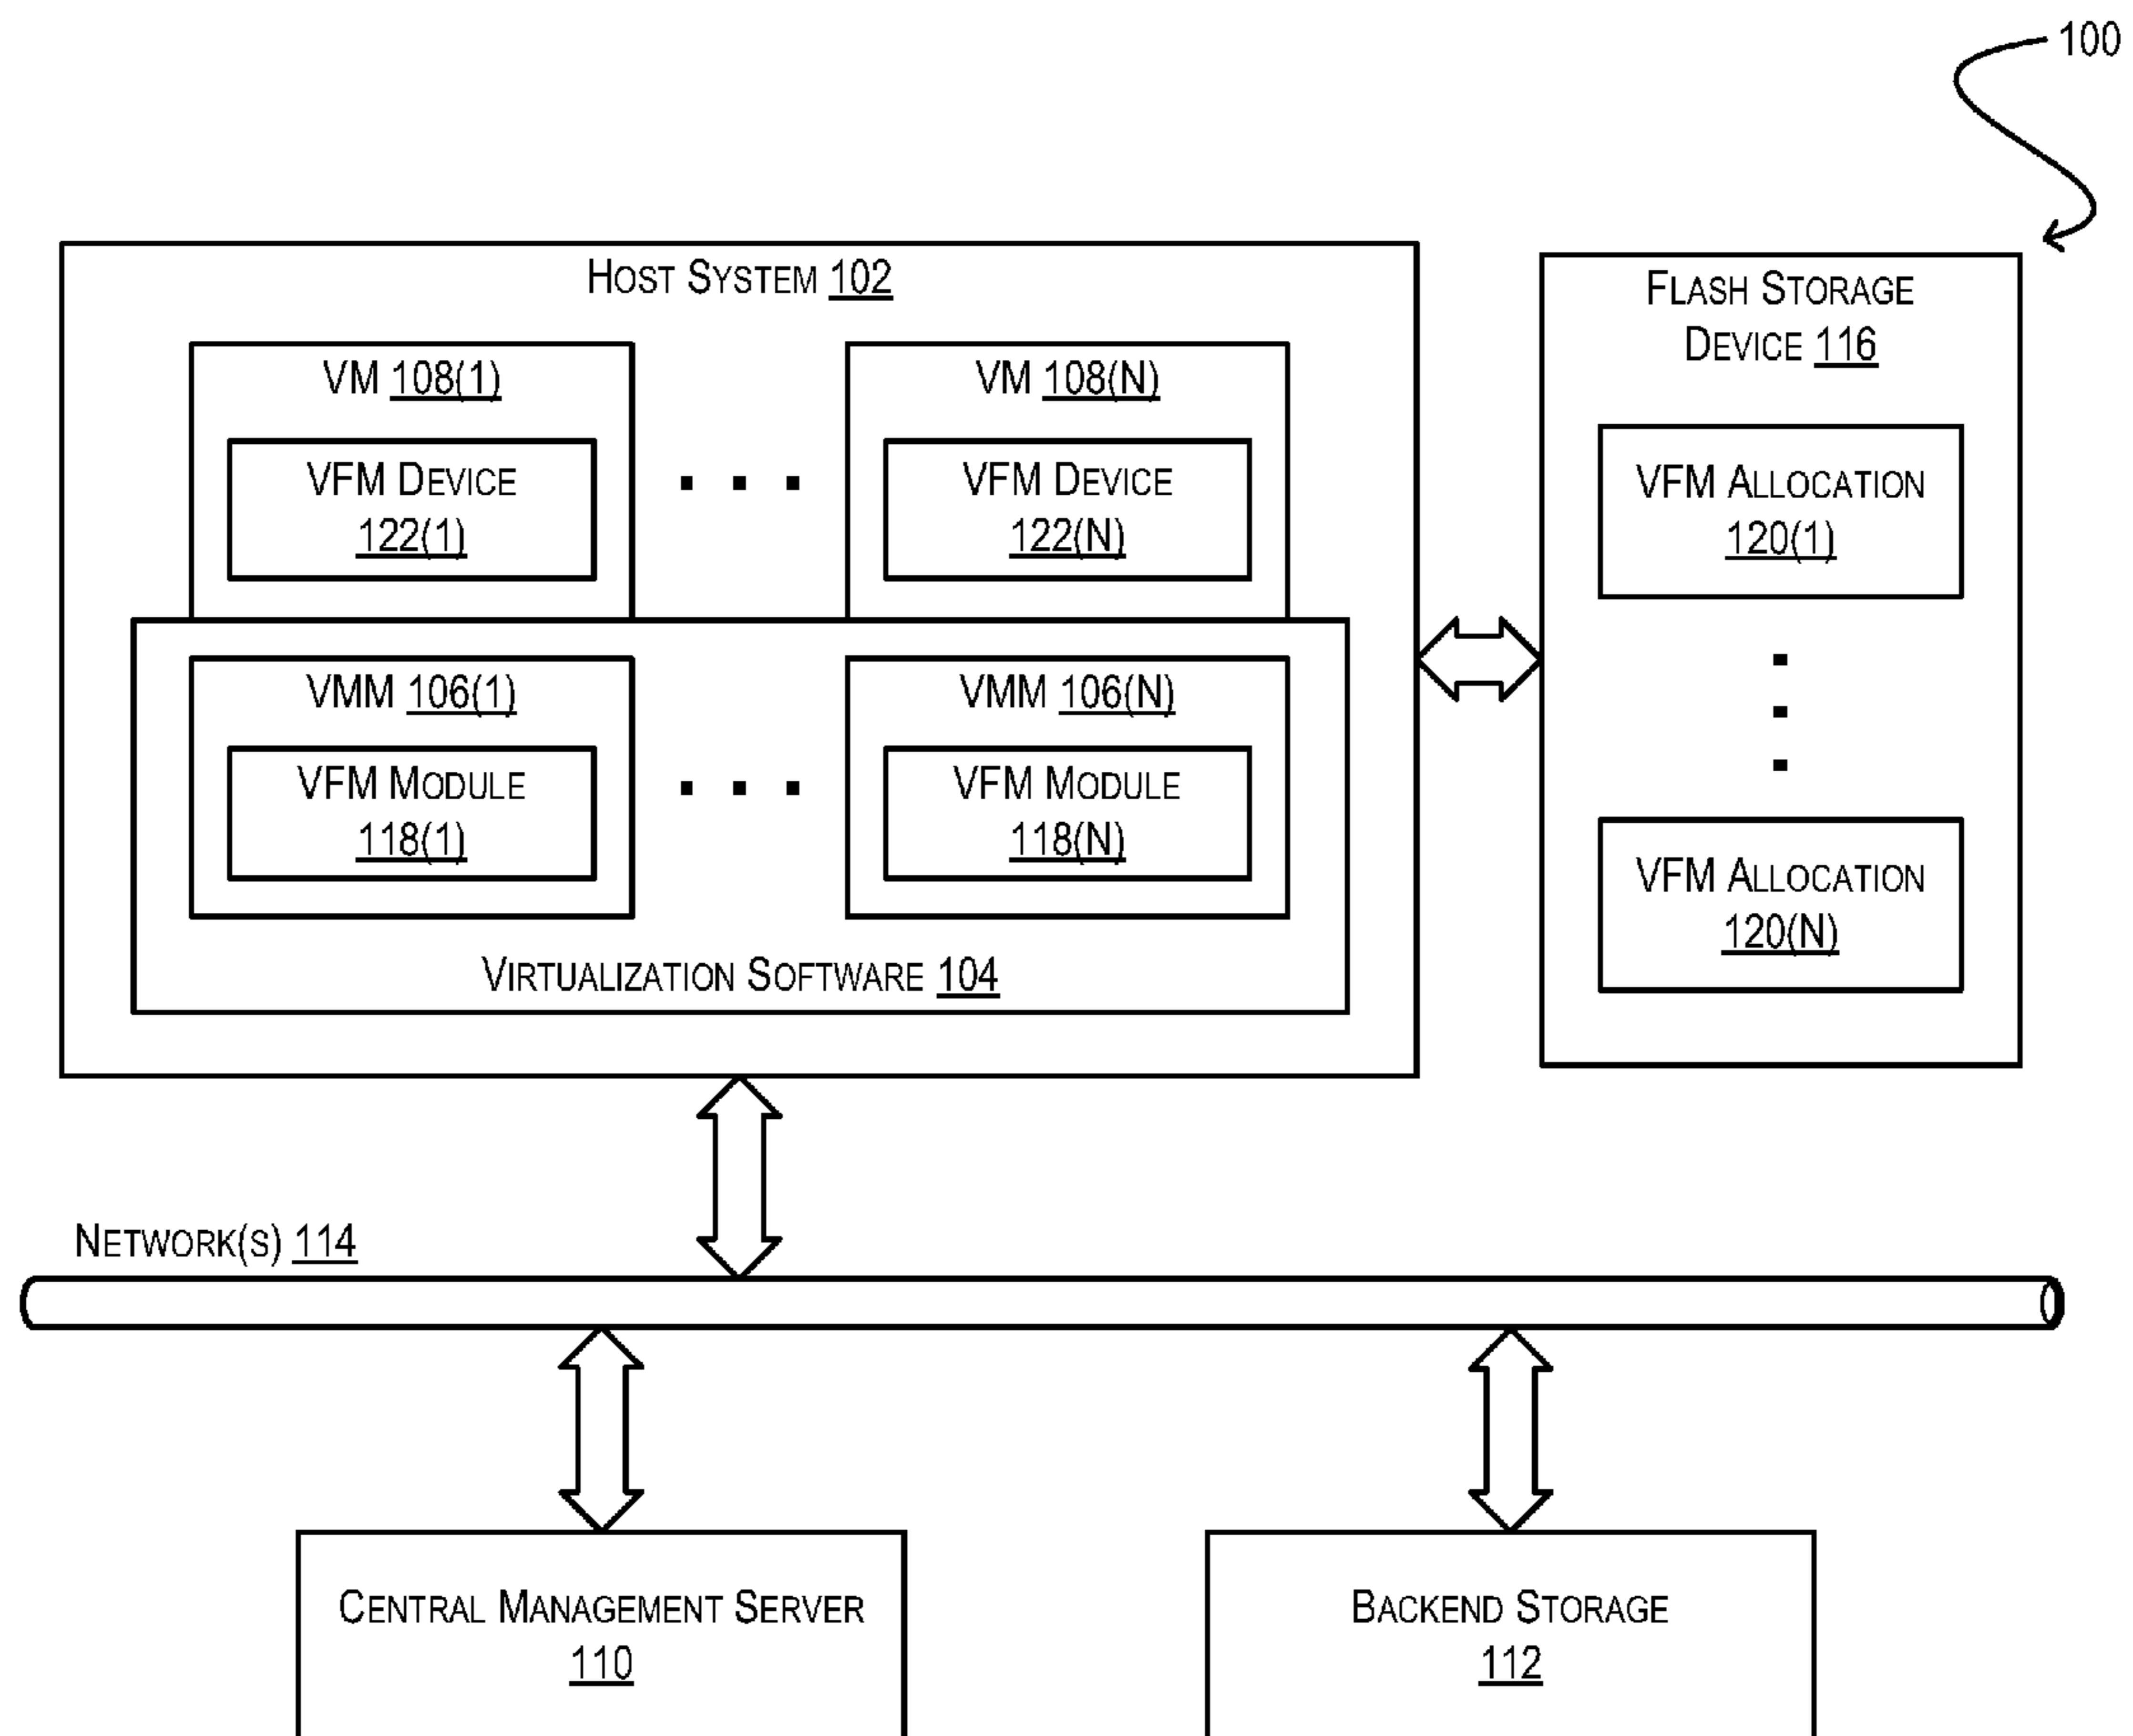 100
Host System 102
VM 108(1)
VFM Device
122(1)
VM 108(N)
VFM Device
122(N)
VMM 106(1)
VFM Module
118(1)
VMM 106(N)
VFM Module
118(N)
Virtualization Software 104
Flash Storage
Device 116
VFM Allocation
120(1)
VFM Allocation
120(N)
Network(s) 114
Central Management Server
110
Backend Storage
112